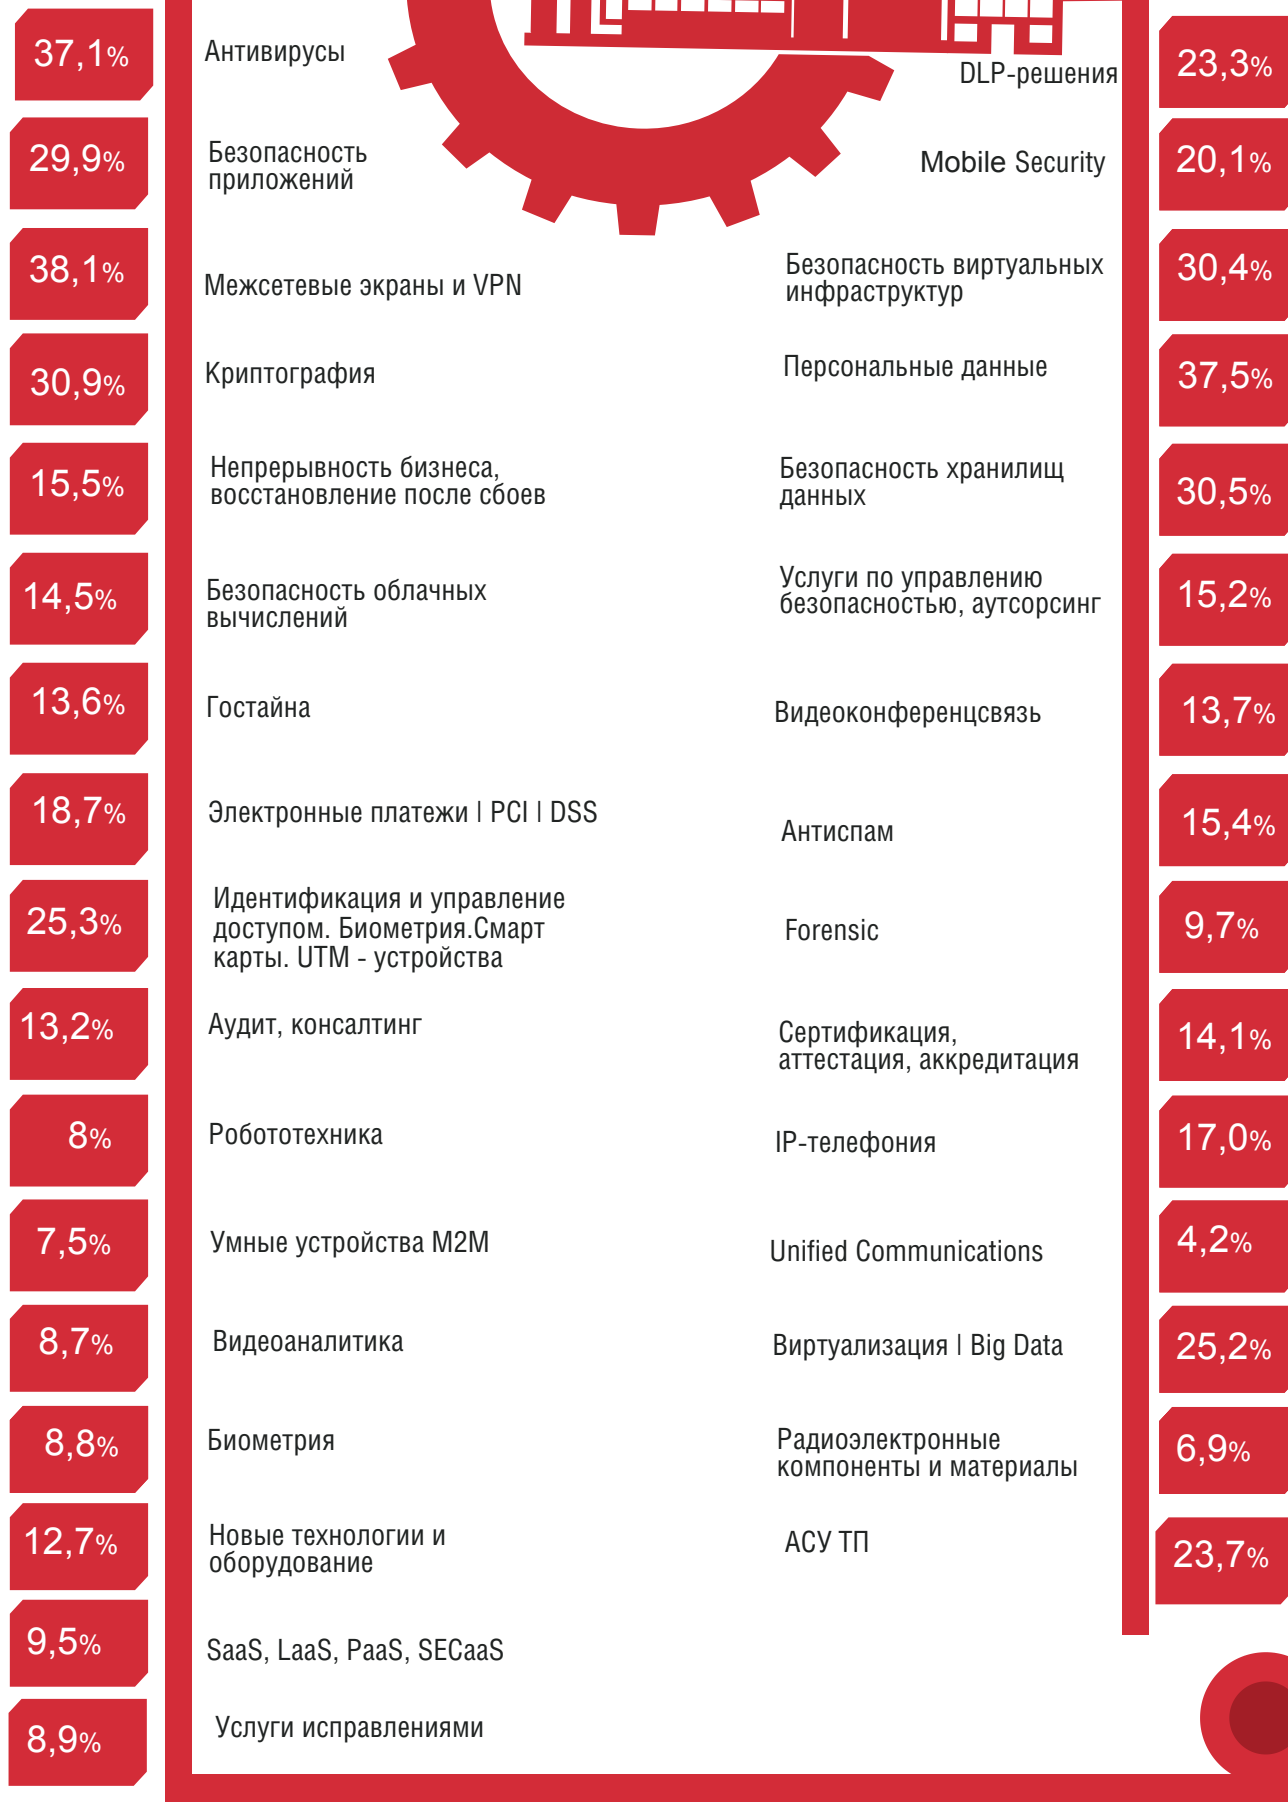 37,1%
Антивирусы
29,9%
Безопасность
приложений
38,1%
Межсетевые экраны и VPN
30,9%
Криптография
15,5%
Непрерывность бизнеса,
восстановление после сбоев
14,5%
Безопасность облачных
вычислений
13,6%
Гостайна
18,7%
Электронные платежи | PCI | DSS
25,3%
Идентификация и управление
доступом. Биометрия.Смарт
карты. UTM - устройства
13,2%
Аудит, консалтинг
8%
Робототехника
7,5%
Умные устройства M2M
8,7%
Видеоаналитика
8,8%
Биометрия
12,7%
Новые технологии и
оборудование
9,5%
SaaS, LaaS, PaaS, SECaaS
8,9%
Услуги исправлениями
DLP-решения
23,3%
Mobile Security
20,1%
Безопасность виртуальных
инфраструктур
30,4%
Персональные данные
37,5%
Безопасность хранилищ
данных
30,5%
Услуги по управлению
безопасностью, аутсорсинг
15,2%
Видеоконференцсвязь
13,7%
Антиспам
15,4%
Forensic
9,7%
Сертификация,
аттестация, аккредитация
14,1%
IP-телефония
17,0%
Unified Communications
4,2%
Виртуализация | Big Data
25,2%
Радиоэлектронные
компоненты и материалы
6,9%
АСУ ТП
23,7%